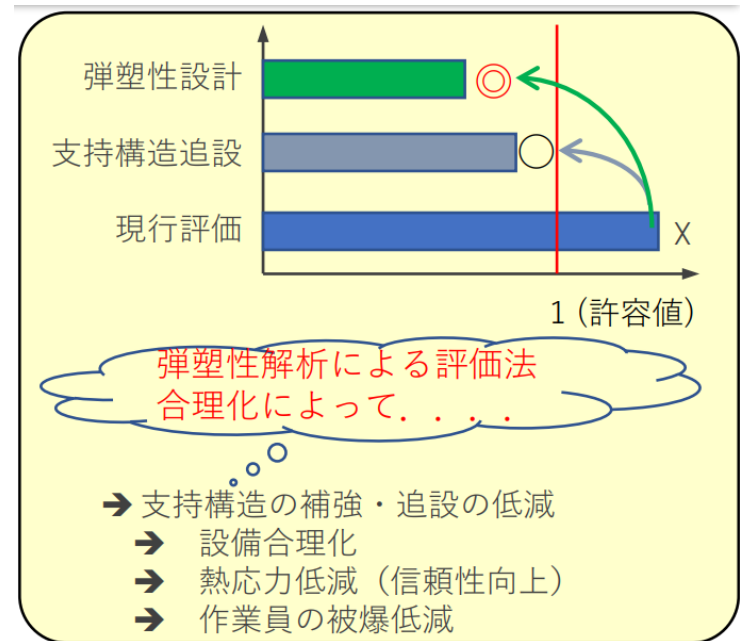 弾塑性設計 ◎
支持構造追設 ○
現行評価 X
1 (許容値)
弾塑性解析による評価法
合理化によって．．．．
➔ 支持構造の補強・追設の低減
➔ 設備合理化
➔ 熱応力低減（信頼性向上）
➔ 作業員の被爆低減